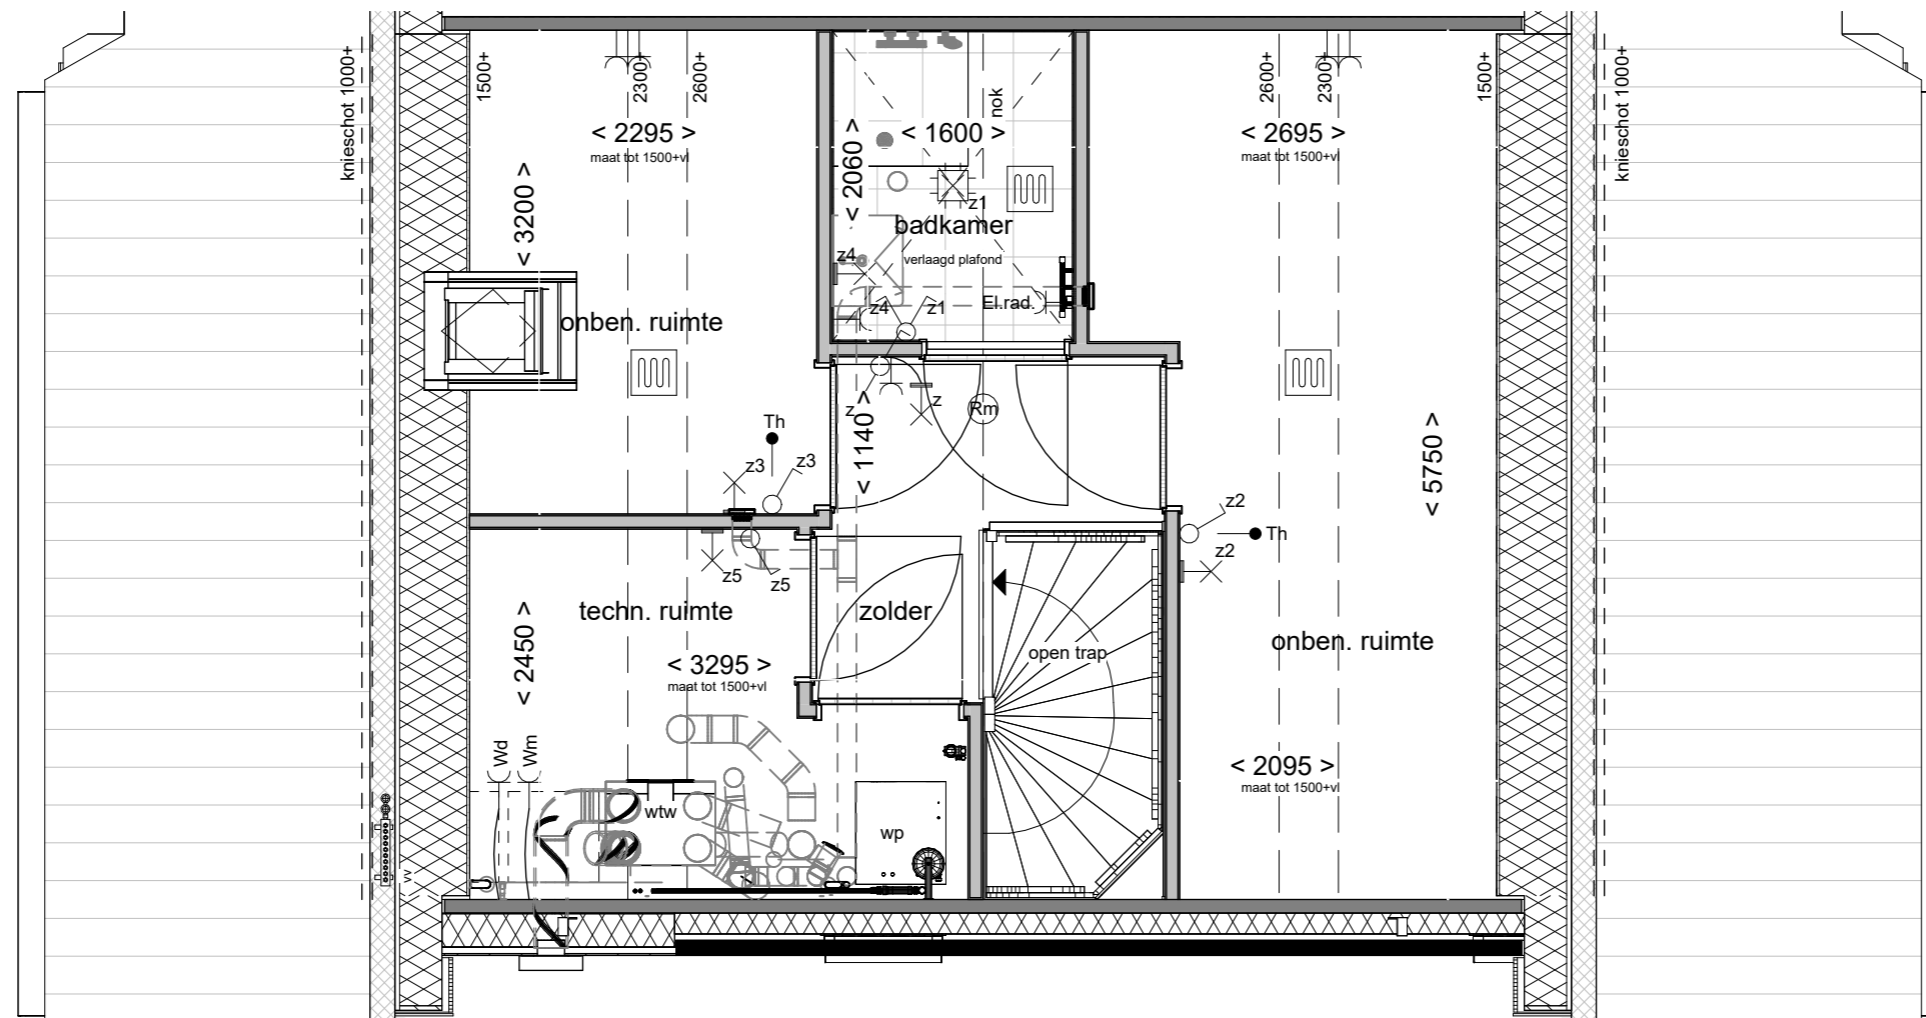 knieschot 1000+
1500+
2300+
2600+
nok
2600+
2300+
1500+
knieschot 1000+
< 2295 >
maat tot 1500+vl
< 1600 >
< 2695 >
maat tot 1500+vl
< 3200 >
< 2060 >
z1
badkamer
verlaagd plafond
z4
z4
z1
El.rad.
onben. ruimte
z
z
Rm
< 1140 >
Th
z3
z3
< 5750 >
z2
Th
z2
z5
z5
techn. ruimte
zolder
< 2450 >
open trap
onben. ruimte
< 3295 >
maat tot 1500+vl
Wd
Wm
< 2095 >
maat tot 1500+vl
wtw
wp
w